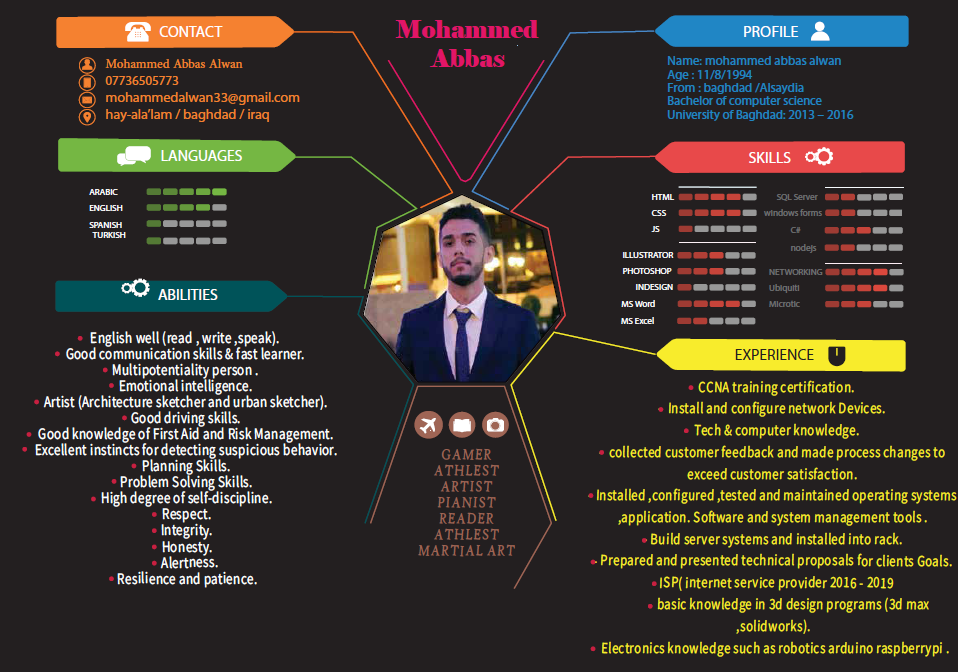 Mohammed
Abbas
CONTACT
Mohammed Abbas Alwan
07736505773
mohammedalwan33@gmail.com
hay-ala'lam / baghdad / iraq
PROFILE
Name: mohammed abbas alwan
Age : 11/8/1994
From : baghdad /Alsaydia
Bachelor of computer science
University of Baghdad: 2013 – 2016
LANGUAGES
ARABIC
ENGLISH
SPANISH
TURKISH
SKILLS
HTML
CSS
JS
ILLUSTRATOR
PHOTOSHOP
INDESIGN
MS Word
MS Excel
SQL Server
windows forms
C#
nodejs
NETWORKING
Ubiquiti
Microtic
ABILITIES
• English well (read , write ,speak).
• Good communication skills & fast learner.
• Multipotentiality person .
• Emotional intelligence.
• Artist (Architecture sketcher and urban sketcher).
• Good driving skills.
• Good knowledge of First Aid and Risk Management.
• Excellent instincts for detecting suspicious behavior.
• Planning Skills.
• Problem Solving Skills.
• High degree of self-discipline.
• Respect.
• Integrity.
• Honesty.
• Alertness.
• Resilience and patience.
GAMER
ATHLEST
ARTIST
PIANIST
READER
ATHLEST
MARTIAL ART
EXPERIENCE
• CCNA training certification.
• Install and configure network Devices.
• Tech & computer knowledge.
• collected customer feedback and made process changes to
exceed customer satisfaction.
• Installed ,configured ,tested and maintained operating systems
,application. Software and system management tools .
• Build server systems and installed into rack.
• Prepared and presented technical proposals for clients Goals.
• ISP( internet service provider 2016 - 2019
• basic knowledge in 3d design programs (3d max
,solidworks).
• Electronics knowledge such as robotics arduino raspberrypi .